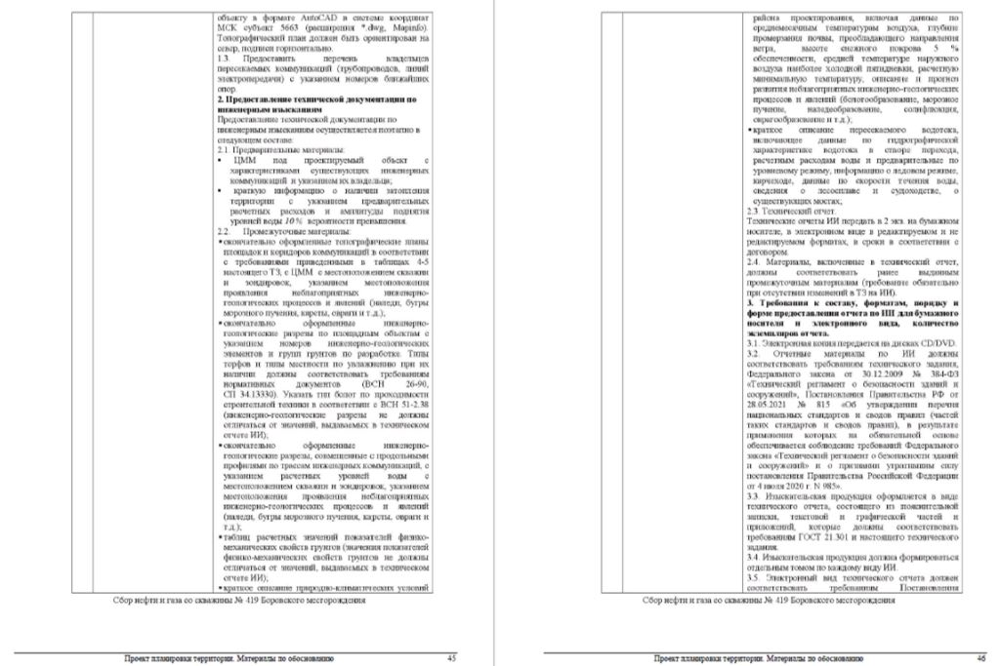 объекту в формате AutoCAD в системе координат
МСК субъект 5663 (расширения *.dwg, Mapinfo).
Топографический план должен быть ориентирован на
север, подписи горизонтально.
1.3. Предоставить перечень владельцев
пересекаемых коммуникаций (трубопроводов, линий
электропередачи) с указанием номеров ближайших
опор.
2. Предоставление технической документации по
инженерным изысканиям
Предоставление технической документации по
инженерным изысканиям осуществляется поэтапно в
следующем составе:
2.1. Предварительные материалы:
• ЦММ под проектируемый объект с
характеристиками существующих инженерных
коммуникаций и указанием их владельца;
• краткую информацию о наличии затопления
территории с указанием предварительных
расчетных расходов и амплитуды поднятия
уровней воды 10% вероятности превышения.
2.2. Промежуточные материалы:
•окончательно оформленные топографические планы
площадок и коридоров коммуникаций в соответствии
с требованиями приведенными в таблицах 4-5
настоящего ТЗ, с ЦММ с местоположением скважин
и зондировок, указанием местоположения
проявления неблагоприятных инженерно-
геологических процессов и явлений (наледи, бугры
морозного пучения, карсты, овраги и т.д.),
•окончательно оформленные инженерно-
геологические разрезы по площадным объектам с
указанием номеров инженерно-геологических
элементов и групп грунтов по разработке. Типы
торфов и типы местности по увлажнению при их
наличии должны соответствовать требованиям
нормативных документов (ВСН 26-90,
СП 34.13330). Указать тип болот по проходимости
строительной техники в соответствии с ВСН 51-2.38
(инженерно-геологические разрезы не должны
отличаться от значений, выдаваемых в техническом
отчете ИИ);
•окончательно оформленные инженерно-
геологические разрезы, совмещенные с продольными
профилями по трассам инженерных коммуникаций, с
указанием расчетных уровней воды с
местоположением скважин и зондировок, указанием
местоположения проявления неблагоприятных
инженерно-геологических процессов и явлений
(наледи, бугры морозного пучения, карсты, овраги и
т.д.);
•таблиц расчетных значений показателей физико-
механических свойств грунтов (значения показателей
физико-механических свойств грунтов не должны
отличаться от значений, выдаваемых в техническом
отчете ИИ);
•краткое описание природно-климатических условий
Сбор нефти и газа со скважины № 419 Боровского месторождения
Проект планировки территории. Материалы по обоснованию 45
района проектирования, включая данные по
среднемесячным температурам воздуха, глубине
промерзания почвы, преобладающего направления
ветра, высоте снежного покрова 5 %
обеспеченности, средней температуре наружного
воздуха наиболее холодной пятидневки, расчетную
минимальную температуру, описание и прогноз
развития неблагоприятных инженерно-геологических
процессов и явлений (болотообразование, морозное
пучение, наледеобразование, солифлюкция,
оврагообразование и т.д.);
•краткое описание пересекаемого водотока,
включающее данные по гидрографической
характеристике водотока в створе перехода,
расчетным расходам воды и предварительные по
уровневому режиму, информацию о ледовом режиме,
карчеходе, данные по скорости течения воды,
сведения о лесосплаве и судоходстве, о
существующих мостах;
2.3. Технический отчет.
Технические отчеты ИИ передать в 2 экз. на бумажном
носителе, в электронном виде в редактируемом и не
редактируемом форматах, в сроки в соответствии с
договором.
2.4. Материалы, включенные в технический отчет,
должны соответствовать ранее выданным
промежуточным материалам (требование обязательно
при отсутствии изменений в ТЗ на ИИ).
3. Требования к составу, форматам, порядку и
форме предоставления отчета по ИИ для бумажного
носителя и электронного вида, количество
экземпляров отчета.
3.1. Электронная копия передается на дисках CD/DVD.
3.2. Отчетные материалы по ИИ должны
соответствовать требованиям технического задания,
Федерального закона от 30.12.2009 № 384-ФЗ
«Технический регламент о безопасности зданий и
сооружений», Постановления Правительства РФ от
28.05.2021 № 815 «Об утверждении перечня
национальных стандартов и сводов правил (частей
таких стандартов и сводов правил), в результате
применения которых на обязательной основе
обеспечивается соблюдение требований Федерального
закона «Технический регламент о безопасности зданий
и сооружений» и о признании утратившим силу
постановления Правительства Российской Федерации
от 4 июля 2020 г. N 985».
3.3. Изыскательская продукция оформляется в виде
технического отчета, состоящего из пояснительной
записки, текстовой и графической частей и
приложений, которые должны соответствовать
требованиям ГОСТ 21.301 и настоящего технического
задания.
3.4. Изыскательская продукция должна формироваться
отдельным томом по каждому виду ИИ.
3.5. Электронный вид технического отчета должен
соответствовать требованиям Постановления
Сбор нефти и газа со скважины № 419 Боровского месторождения
Проект планировки территории. Материалы по обоснованию 46